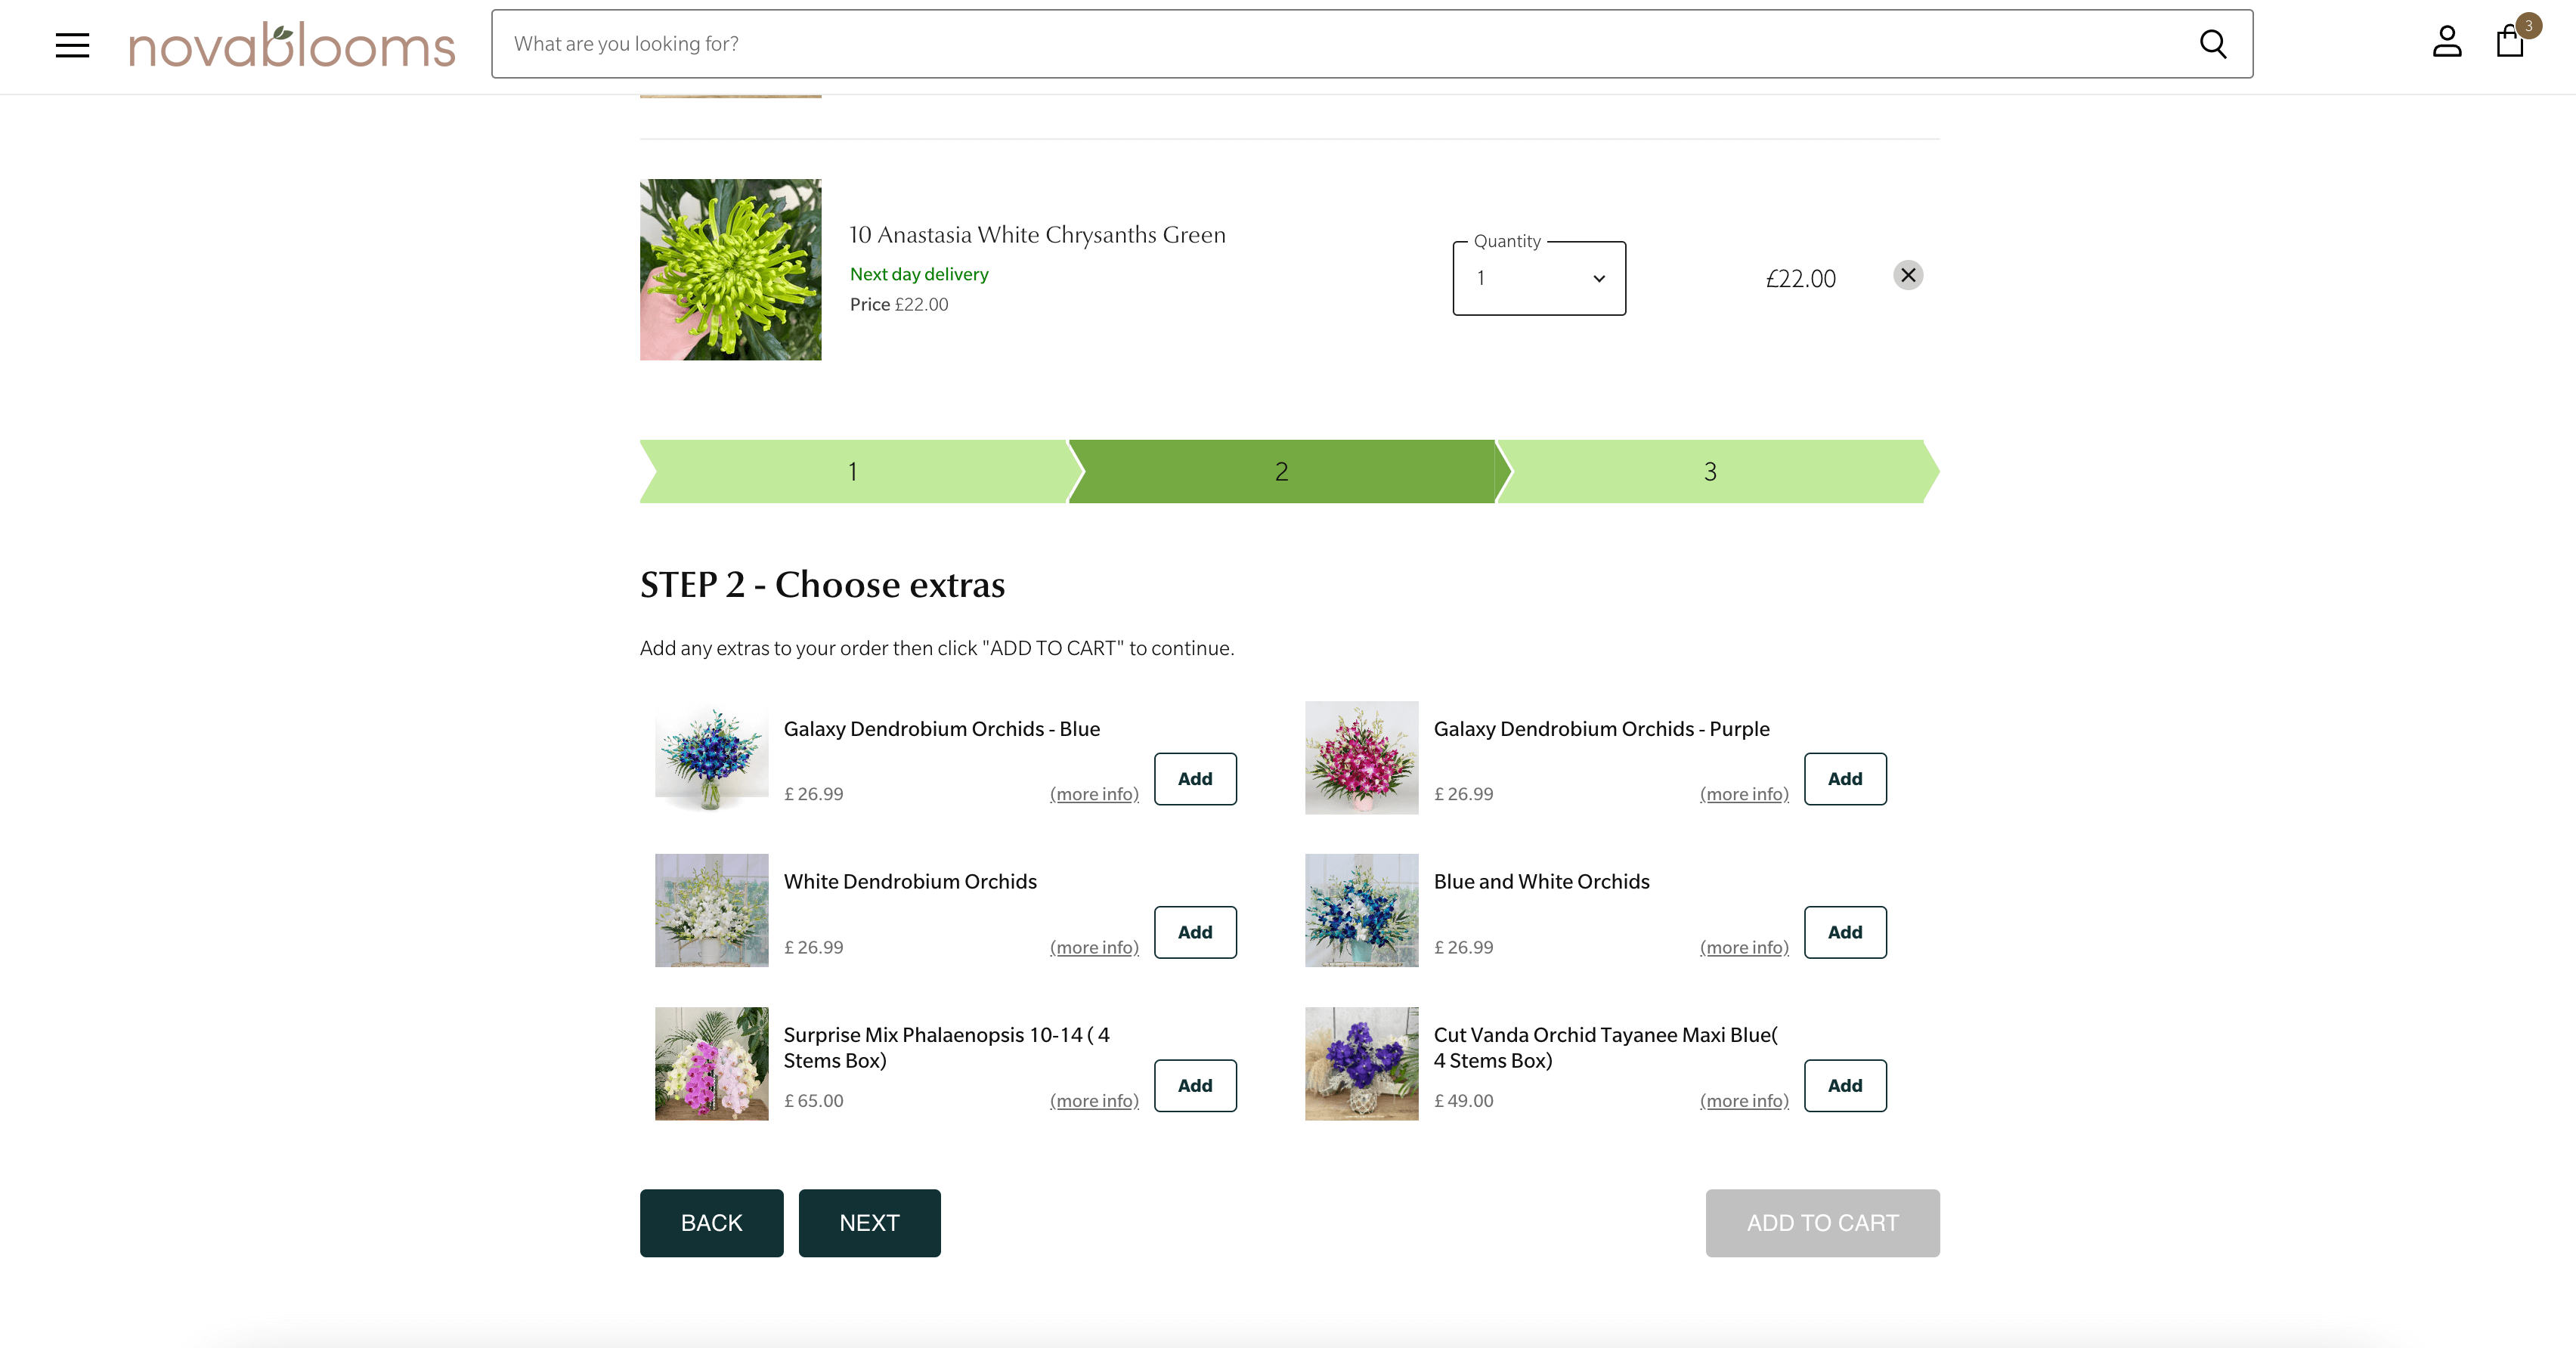 novablooms
What are you looking for?
3
10 Anastasia White Chrysanths Green
Next day delivery
Price £22.00
Quantity
1
£22.00
1
2
3
STEP 2 - Choose extras
Add any extras to your order then click "ADD TO CART" to continue.
Galaxy Dendrobium Orchids - Blue
£ 26.99
(more info)
Add
Galaxy Dendrobium Orchids - Purple
£ 26.99
(more info)
Add
White Dendrobium Orchids
£ 26.99
(more info)
Add
Blue and White Orchids
£ 26.99
(more info)
Add
Surprise Mix Phalaenopsis 10-14 ( 4
Stems Box)
£ 65.00
(more info)
Add
Cut Vanda Orchid Tayanee Maxi Blue(
4 Stems Box)
£ 49.00
(more info)
Add
BACK
NEXT
ADD TO CART